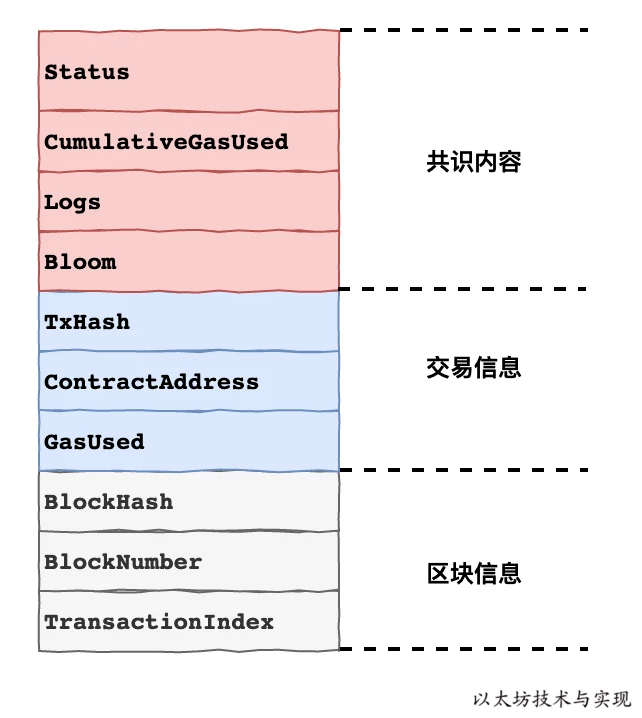 Status
CumulativeGasUsed
Logs
Bloom
共识内容
TxHash
ContractAddress
GasUsed
交易信息
BlockHash
BlockNumber
TransactionIndex
区块信息
以太坊技术与实现